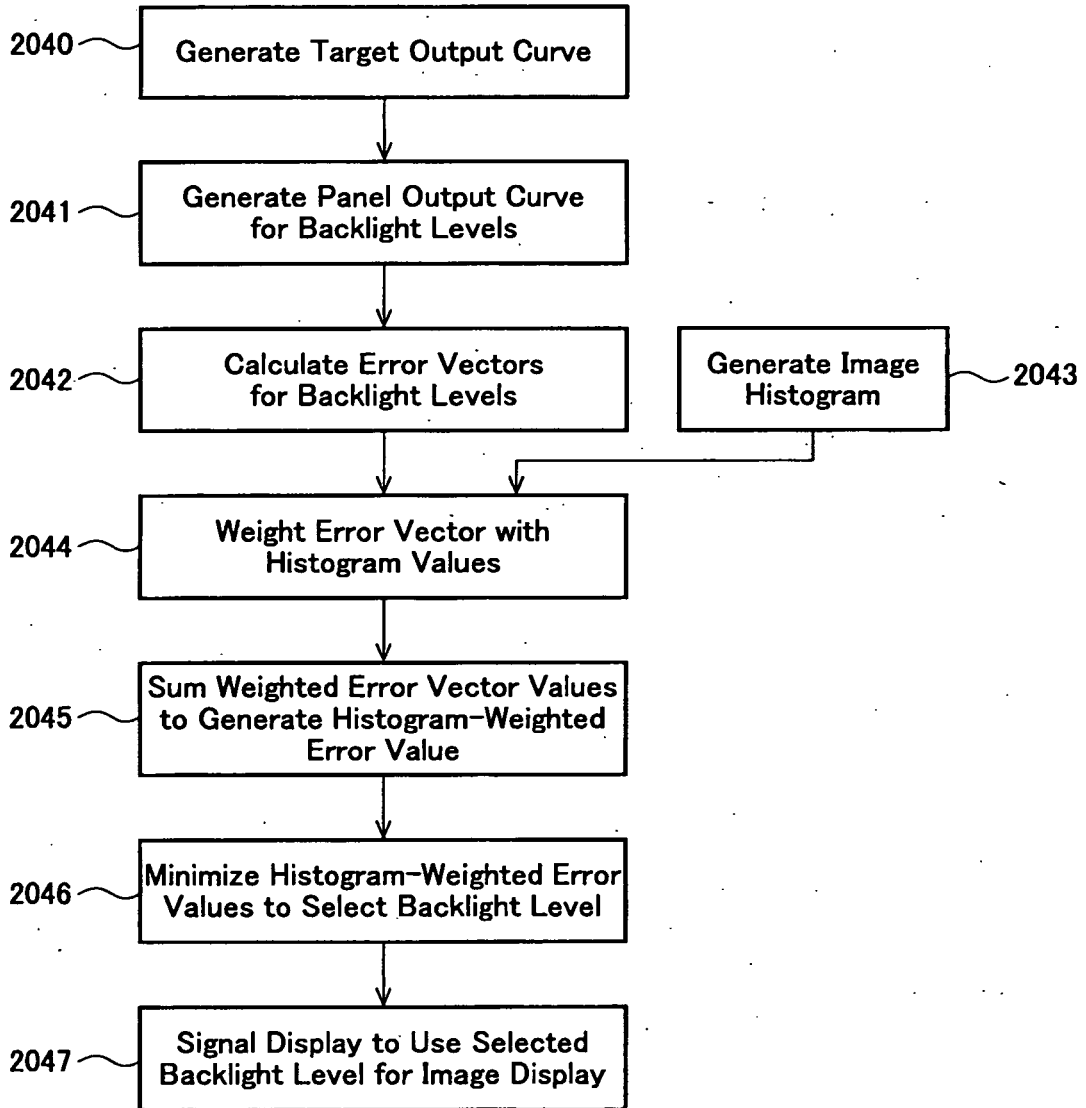 2040
Generate Target Output Curve
2041
Generate Panel Output Curve
for Backlight Levels
2042
Calculate Error Vectors
for Backlight Levels
Generate Image
Histogram
2043
2044
Weight Error Vector with
Histogram Values
2045
Sum Weighted Error Vector Values
to Generate Histogram-Weighted
Error Value
2046
Minimize Histogram-Weighted Error
Values to Select Backlight Level
2047
Signal Display to Use Selected
Backlight Level for Image Display